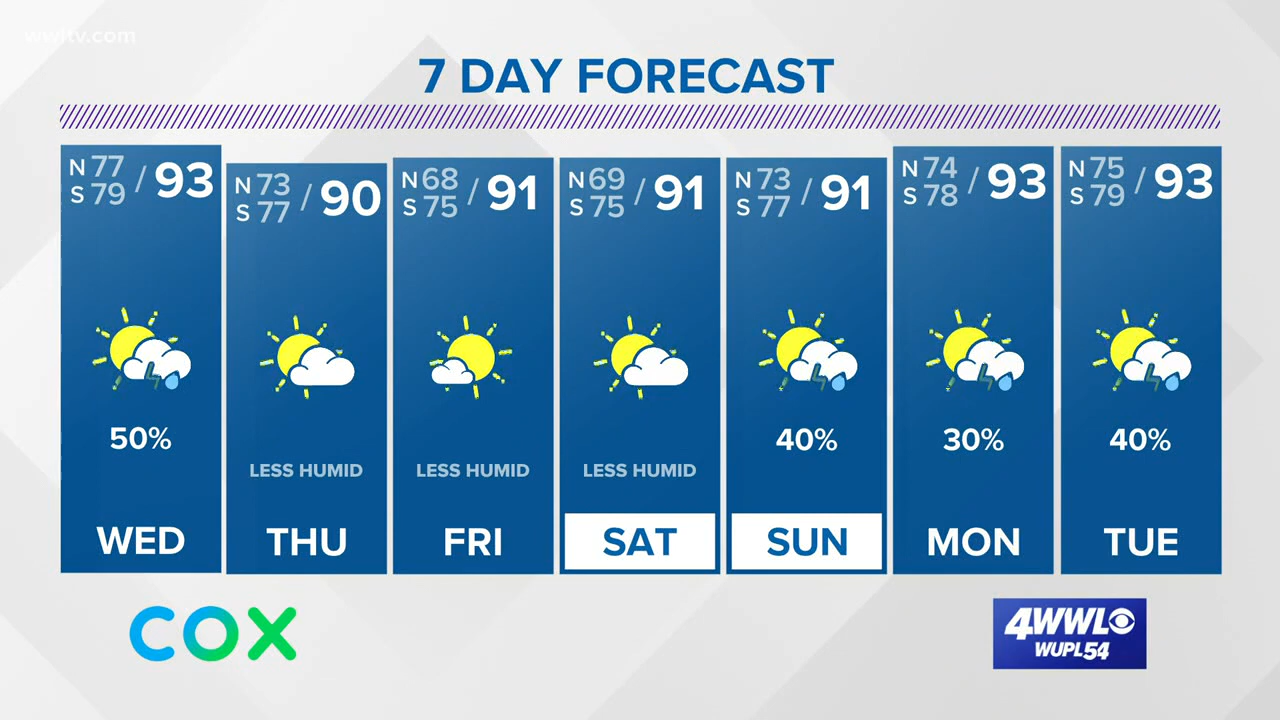 wwltv.com
7 DAY FORECAST
N 77
S 79 / 93
50%
WED
N 73
S 77 / 90
LESS HUMID
THU
N 68
S 75 / 91
LESS HUMID
FRI
N 69
S 75 / 91
LESS HUMID
SAT
N 73
S 77 / 91
40%
SUN
N 74
S 78 / 93
30%
MON
N 75
S 79 / 93
40%
TUE
COX
4WWL
WUPL54